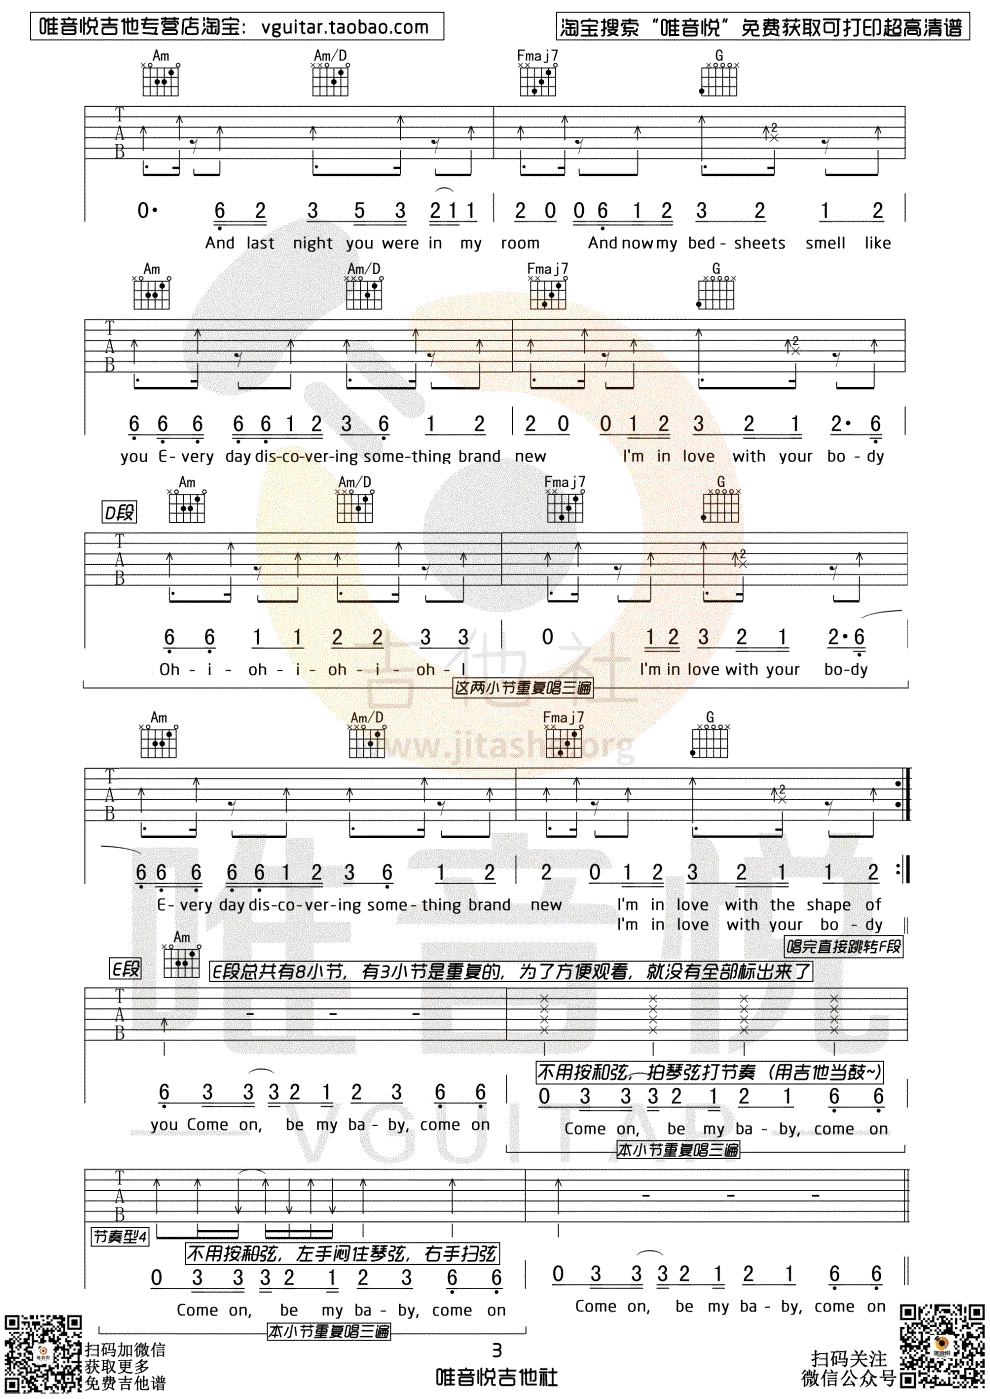 唯音悦吉他专营店淘宝：vguitar.taobao.com
淘宝搜索“唯音悦”免费获取可打印超高清谱
Am Am/D Fmaj7 G
T
A
B
2
0· 6 2 3 5 3 2 1 1 2 0 0 6 1 2 3 2 1 2
And last night you were in my room And now my bed-sheets smell like
Am Am/D Fmaj7 G
T
A
B
2
6 6 6 6 6 1 2 3 6 1 2 2 0 0 1 2 3 2 1 2· 6
you E-very day dis-co-ver-ing some-thing brand new I'm in love with your bo-dy
D段
Am Am/D Fmaj7 G
T
A
B
2
6 6 1 1 2 2 3 3 0 1 2 3 2 1 2· 6
Oh-i-oh-i-oh-i-oh-I I'm in love with your body
这两小节重复唱三遍
吉他社
www.jitashe.org
Am Am/D Fmaj7 G
T
A
B
2
6 6 6 6 6 1 2 3 6 1 2 2 0 1 2 3 2 1 1 2
E-very day dis-co-ver-ing some-thing brand new I'm in love with the shape of
I'm in love with your bo-dy
唱完直接跳转F段
唯音悦
E段
Am
E段总共有8小节，有3小节是重复的，为了方便观看，就没有全部标出来了
T
A
B
不用按和弦，拍琴弦打节奏（用吉他当鼓~）
6 3 3 3 2 1 2 1 6 6 0 3 3 3 2 1 2 1 6 6
you Come on, be my ba-by, come on Come on, be my ba-by, come on
VGUITAR
本小节重复唱三遍
T
A
B
节奏型4
不用按和弦，左手闷住琴弦，右手扫弦
0 3 3 3 2 1 2 3 6 6 0 3 3 3 2 1 2 1 6 6
Come on, be my ba-by, come on Come on, be my ba-by, come on
本小节重复唱三遍
扫码加微信
获取更多
免费吉他谱
3
唯音悦吉他社
扫码关注
微信公众号